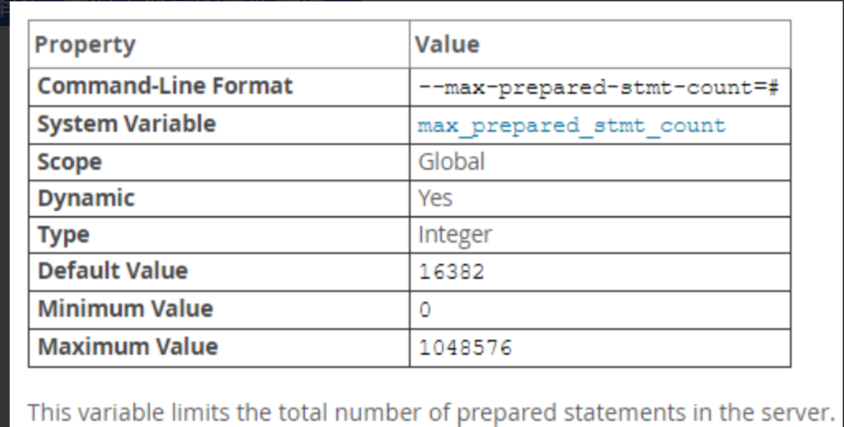 Property Value
Command-Line Format --max-prepared-stmt-count=#
System Variable max_prepared_stmt_count
Scope Global
Dynamic Yes
Type Integer
Default Value 16382
Minimum Value 0
Maximum Value 1048576
This variable limits the total number of prepared statements in the server.